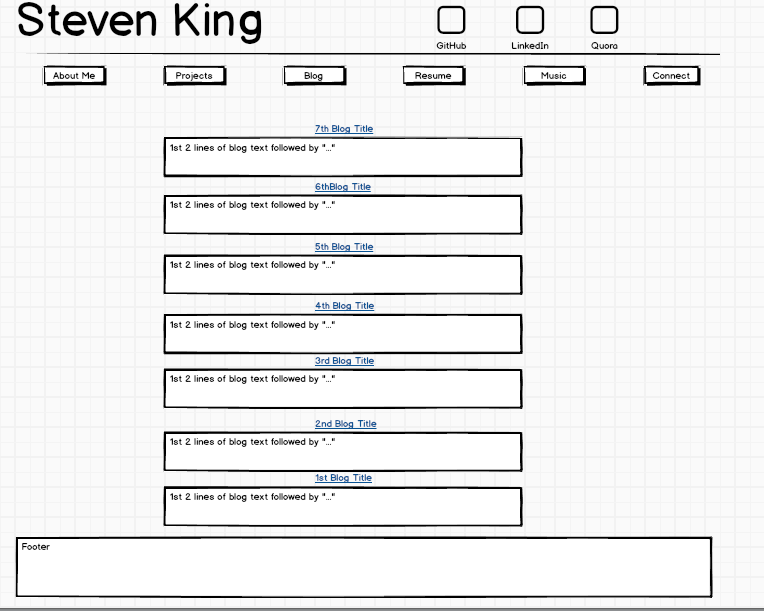 Steven King
GitHub LinkedIn Quora
About Me Projects Blog Resume Music Connect
7th Blog Title
1st 2 lines of blog text followed by "..."
6thBlog Title
1st 2 lines of blog text followed by "..."
5th Blog Title
1st 2 lines of blog text followed by "..."
4th Blog Title
1st 2 lines of blog text followed by "..."
3rd Blog Title
1st 2 lines of blog text followed by "..."
2nd Blog Title
1st 2 lines of blog text followed by "..."
1st Blog Title
1st 2 lines of blog text followed by "..."
Footer